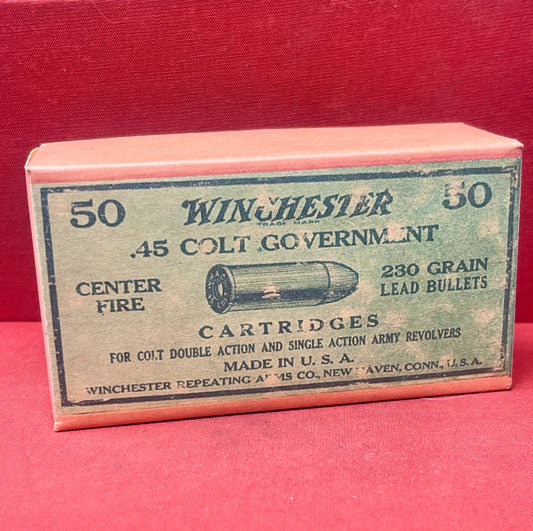 50 WINCHESTER 50
TRADE MARK
.45 COLT GOVERNMENT
CENTER FIRE
230 GRAIN LEAD BULLETS
CARTRIDGES
FOR COLT DOUBLE ACTION AND SINGLE ACTION ARMY REVOLVERS
MADE IN U.S.A.
WINCHESTER REPEATING ARMS CO., NEW HAVEN, CONN., U.S.A.